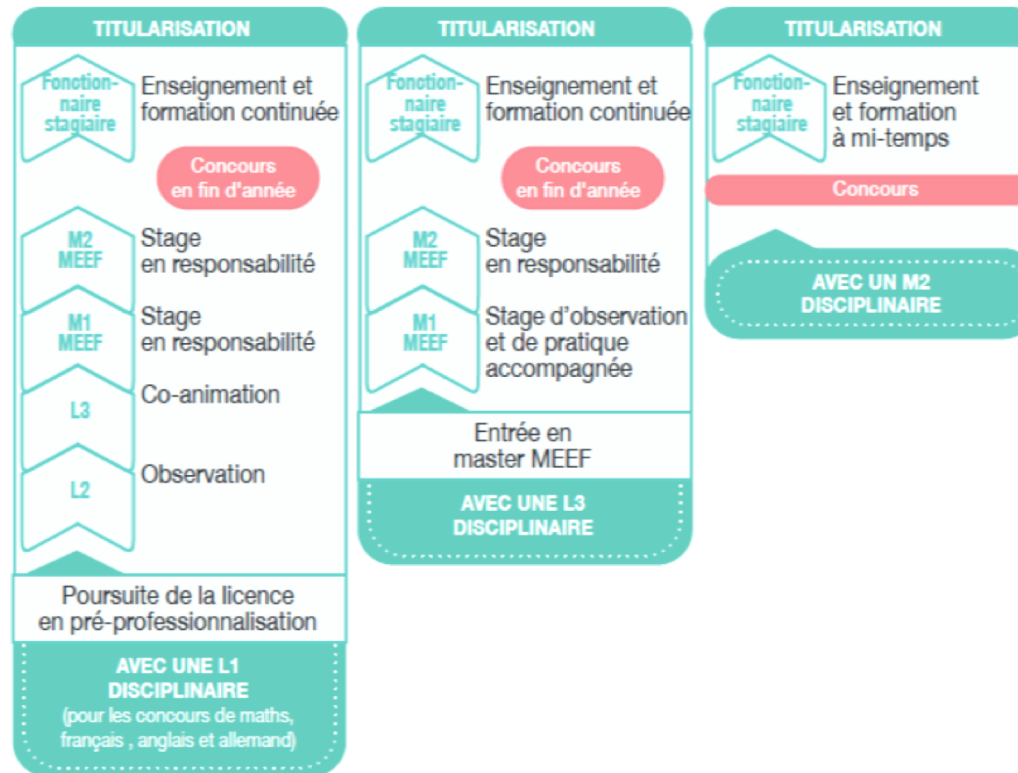 TITULARISATION
Fonction-
naire
stagiaire
Enseignement et
formation continuée
Concours
en fin d'année
M2
MEEF
Stage
en responsabilité
M1
MEEF
Stage
en responsabilité
L3
Co-animation
L2
Observation
Poursuite de la licence
en pré-professionnalisation
AVEC UNE L1
DISCIPLINAIRE
(pour les concours de maths,
français , anglais et allemand)
TITULARISATION
Fonction-
naire
stagiaire
Enseignement et
formation continuée
Concours
en fin d'année
M2
MEEF
Stage
en responsabilité
M1
MEEF
Stage d'observation
et de pratique
accompagnée
Entrée en
master MEEF
AVEC UNE L3
DISCIPLINAIRE
TITULARISATION
Fonction-
naire
stagiaire
Enseignement
et formation
à mi-temps
Concours
AVEC UN M2
DISCIPLINAIRE